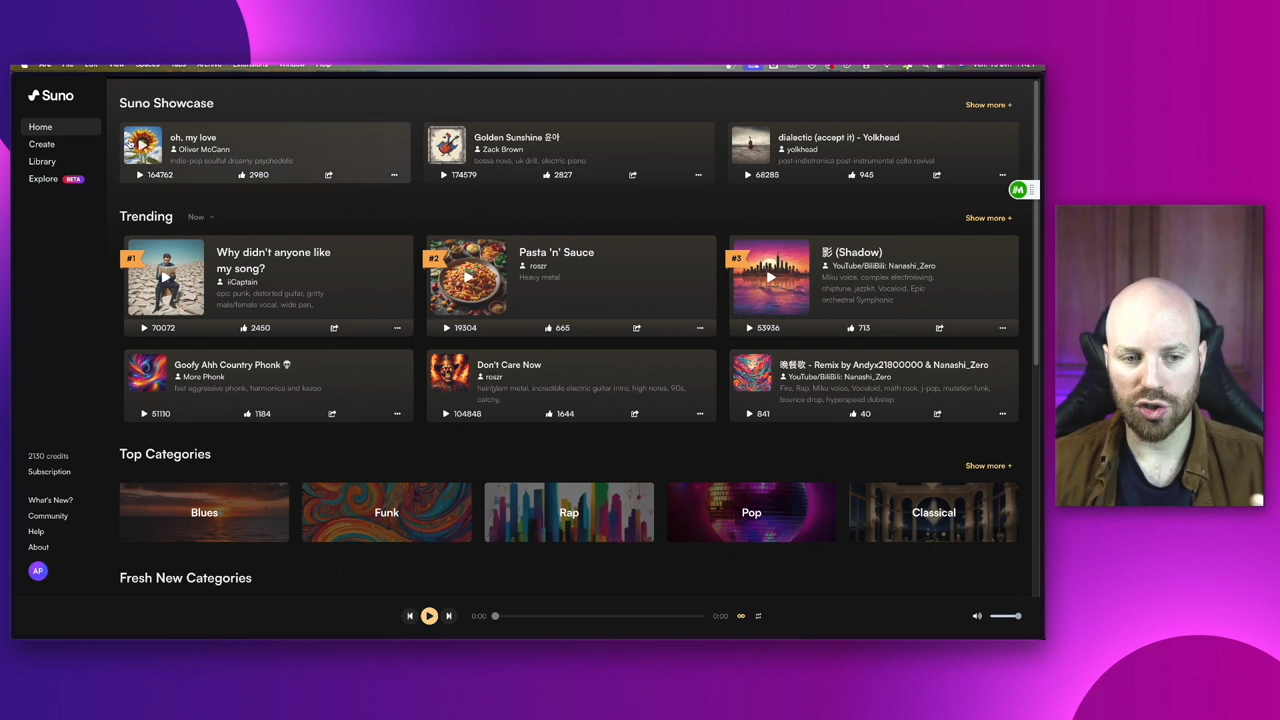 Suno
Home
Create
Library
Explore BETA
2130 credits
Subscription
What's New?
Community
Help
About
AP
Suno Showcase
Show more +
oh, my love
Oliver McCann
indie-pop soulful dreamy psychedelic
164762 2980
Golden Sunshine 윤아
Zack Brown
bossa nova, uk drill, electric piano
174579 2827
dialectic (accept it) - Yolkhead
yolkhead
post-indietronica post-instrumental cello ravival
68285 945
Trending Now
Show more +
#1
Why didn't anyone like
my song?
iiCaptain
epic punk, distorted guitar, gritty
male/female vocal, wide pan,
70072 2450
#2
Pasta 'n' Sauce
roszr
Heavy metal
19304 665
#3
影 (Shadow)
YouTube/BiliBili: Nanashi_Zero
Miku voice, complex electroswing,
chiptune, jazzkit, Vocaloid, Epic
orchestral Symphonic
53936 713
Goofy Ahh Country Phonk 💀
More Phonk
fast aggressive phonk, harmonica and kazoo
51110 1184
Don't Care Now
roszr
hair/glam metal, incredible electric guitar intro, high notes, 90s,
catchy,
104848 1644
晚餐歌 - Remix by Andyx21800000 & Nanashi_Zero
YouTube/BiliBili: Nanashi_Zero
Fire, Rap, Miku voice, Vocaloid, math rock, j-pop, mutation funk,
bounce drop, hyperspeed dubstep
841 40
Top Categories
Show more +
Blues
Funk
Rap
Pop
Classical
Fresh New Categories
0:00
0:00